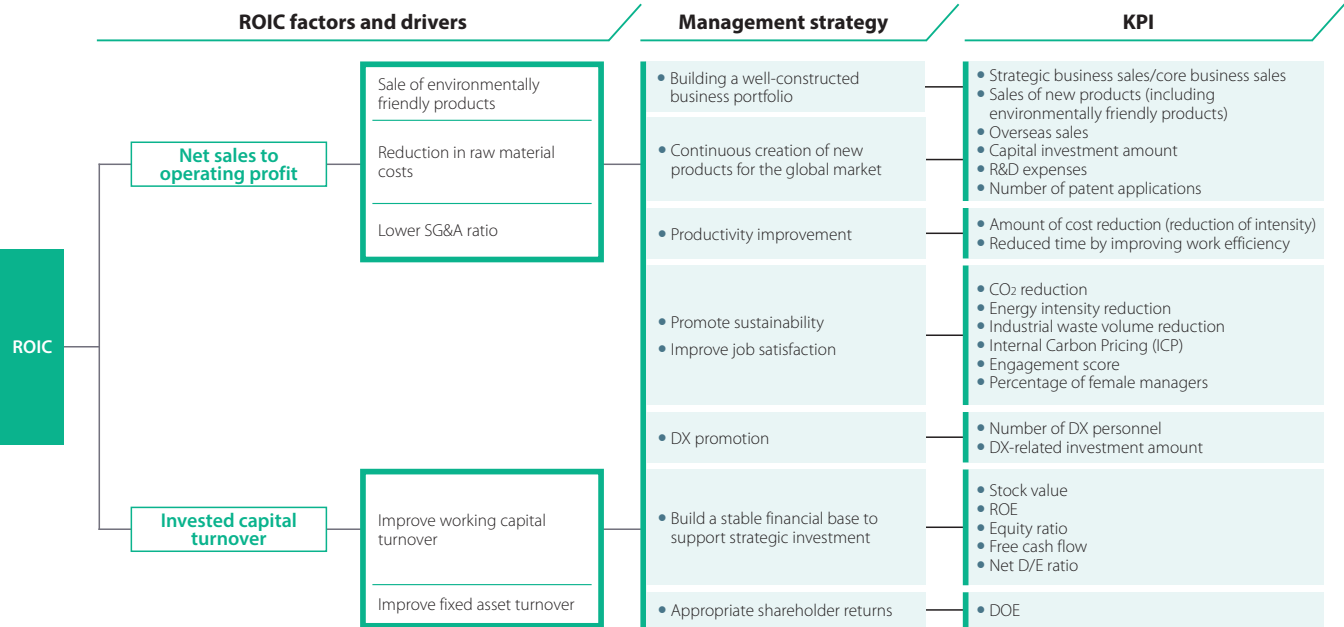 ROIC factors and drivers
Management strategy
KPI
ROIC
Net sales to
operating profit
Sale of environmentally
friendly products
Reduction in raw material
costs
Lower SG&A ratio
Invested capital
turnover
Improve working capital
turnover
Improve fixed asset turnover
• Building a well-constructed
business portfolio
• Continuous creation of new
products for the global market
• Productivity improvement
• Promote sustainability
• Improve job satisfaction
• DX promotion
• Build a stable financial base to
support strategic investment
• Appropriate shareholder returns
• Strategic business sales/core business sales
• Sales of new products (including
environmentally friendly products)
• Overseas sales
• Capital investment amount
• R&D expenses
• Number of patent applications
• Amount of cost reduction (reduction of intensity)
• Reduced time by improving work efficiency
• CO2 reduction
• Energy intensity reduction
• Industrial waste volume reduction
• Internal Carbon Pricing (ICP)
• Engagement score
• Percentage of female managers
• Number of DX personnel
• DX-related investment amount
• Stock value
• ROE
• Equity ratio
• Free cash flow
• Net D/E ratio
• DOE